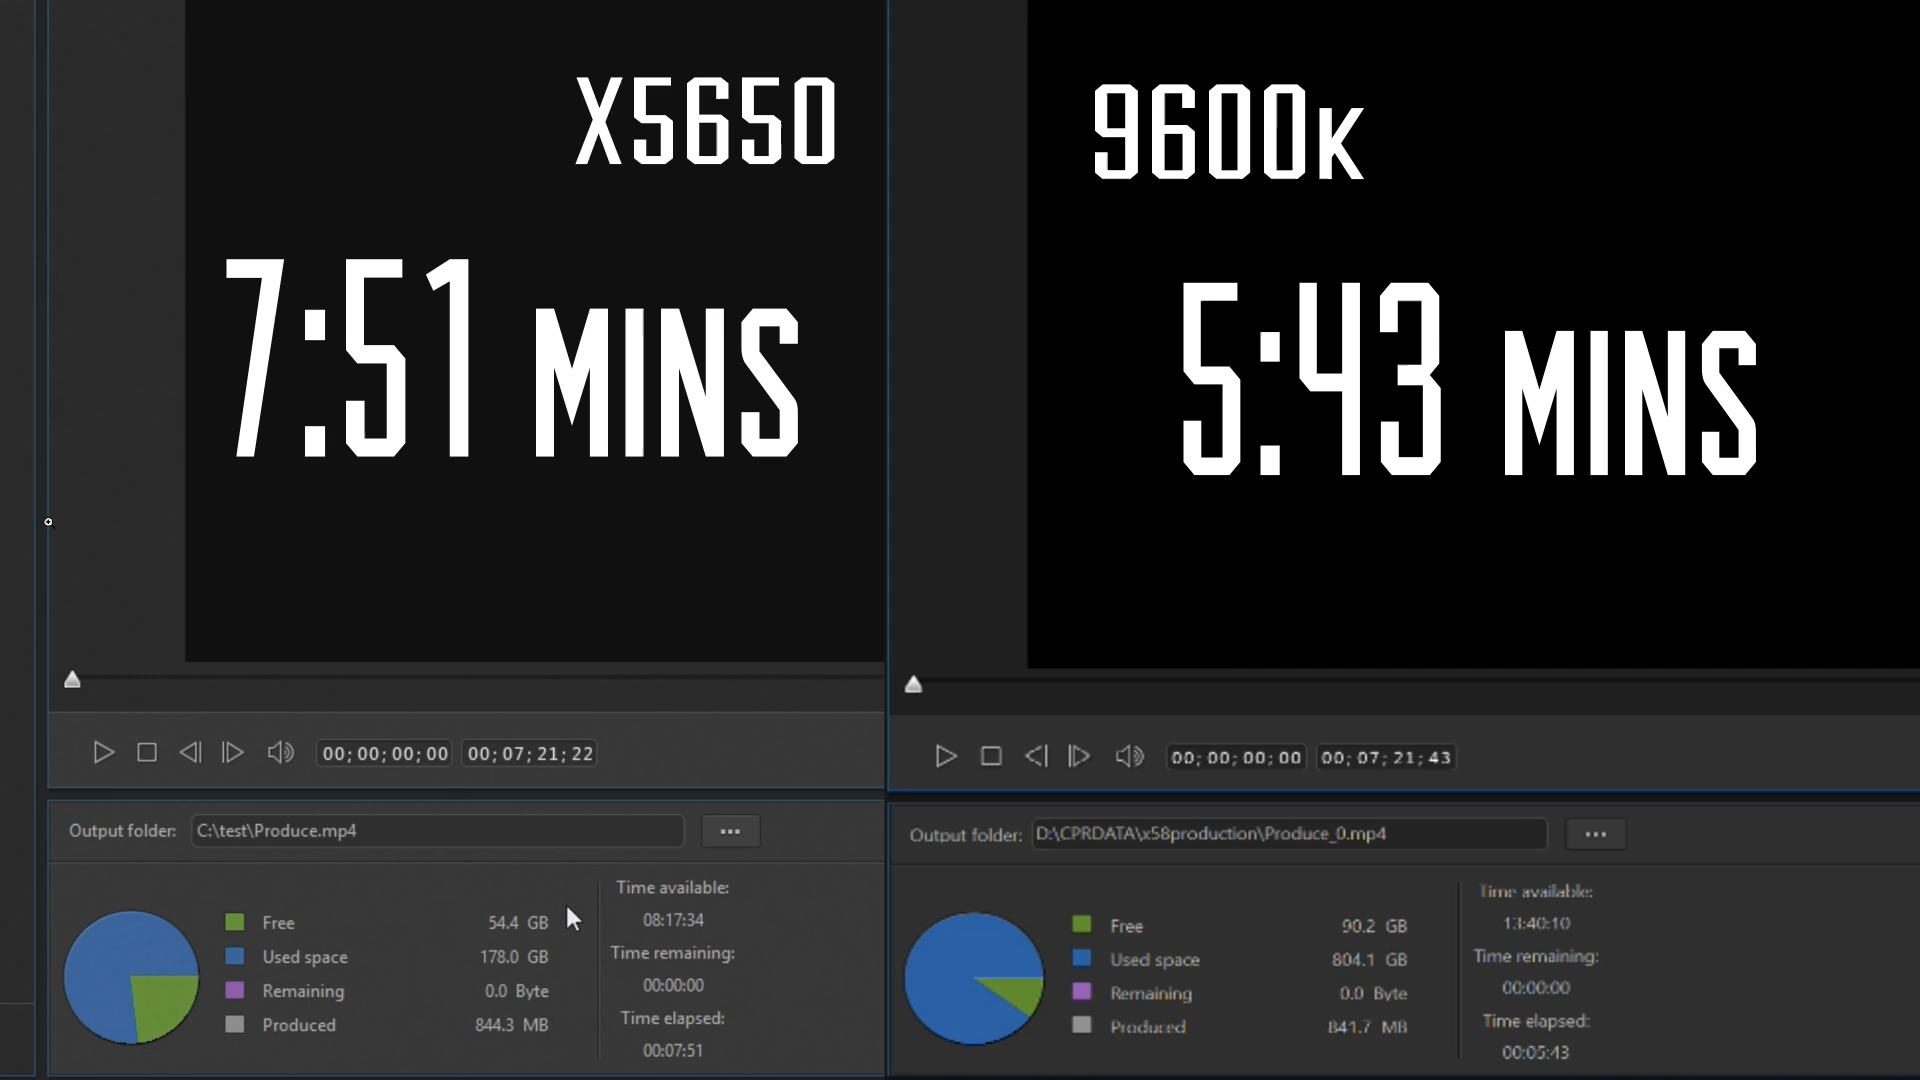 X5650
7:51 MINS
00;00;00;00 00;07;21;22
Output folder: C:\test\Produce.mp4 ...
Free 54.4 GB
Used space 178.0 GB
Remaining 0.0 Byte
Produced 844.3 MB
Time available:
08:17:34
Time remaining:
00:00:00
Time elapsed:
00:07:51
9600K
5:43 MINS
00;00;00;00 00;07;21;43
Output folder: D:\CPRDATA\x58production\Produce_0.mp4 ...
Free 90.2 GB
Used space 804.1 GB
Remaining 0.0 Byte
Produced 841.7 MB
Time available:
13:40:10
Time remaining:
00:00:00
Time elapsed:
00:05:43